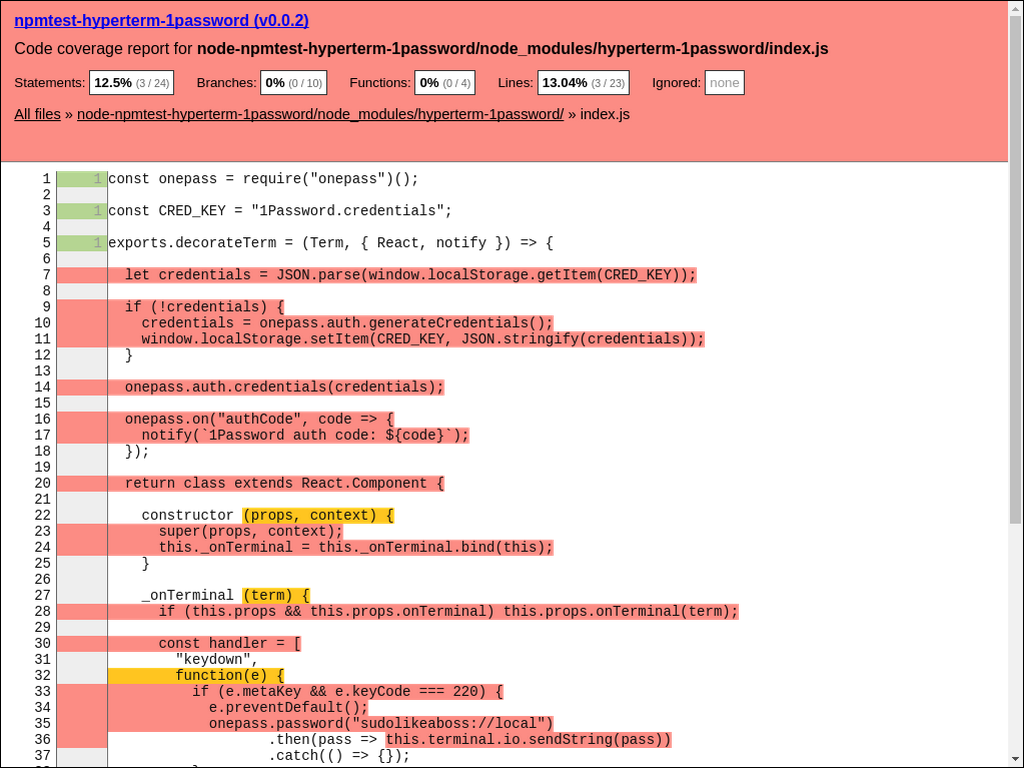 npmtest-hyperterm-1password (v0.0.2)
Code coverage report for node-npmtest-hyperterm-1password/node_modules/hyperterm-1password/index.js
Statements: 12.5% (3 / 24) Branches: 0% (0 / 10) Functions: 0% (0 / 4) Lines: 13.04% (3 / 23) Ignored: none
All files » node-npmtest-hyperterm-1password/node_modules/hyperterm-1password/ » index.js
1 1 const onepass = require("onepass")();
2
3 1 const CRED_KEY = "1Password.credentials";
4
5 1 exports.decorateTerm = (Term, { React, notify }) => {
6
7 let credentials = JSON.parse(window.localStorage.getItem(CRED_KEY));
8
9 if (!credentials) {
10 credentials = onepass.auth.generateCredentials();
11 window.localStorage.setItem(CRED_KEY, JSON.stringify(credentials));
12 }
13
14 onepass.auth.credentials(credentials);
15
16 onepass.on("authCode", code => {
17 notify(`1Password auth code: ${code}`);
18 });
19
20 return class extends React.Component {
21
22 constructor (props, context) {
23 super(props, context);
24 this._onTerminal = this._onTerminal.bind(this);
25 }
26
27 _onTerminal (term) {
28 if (this.props && this.props.onTerminal) this.props.onTerminal(term);
29
30 const handler = [
31 "keydown",
32 function(e) {
33 if (e.metaKey && e.keyCode === 220) {
34 e.preventDefault();
35 onepass.password("sudolikeaboss://local")
36 .then(pass => this.terminal.io.sendString(pass))
37 .catch(() => {});